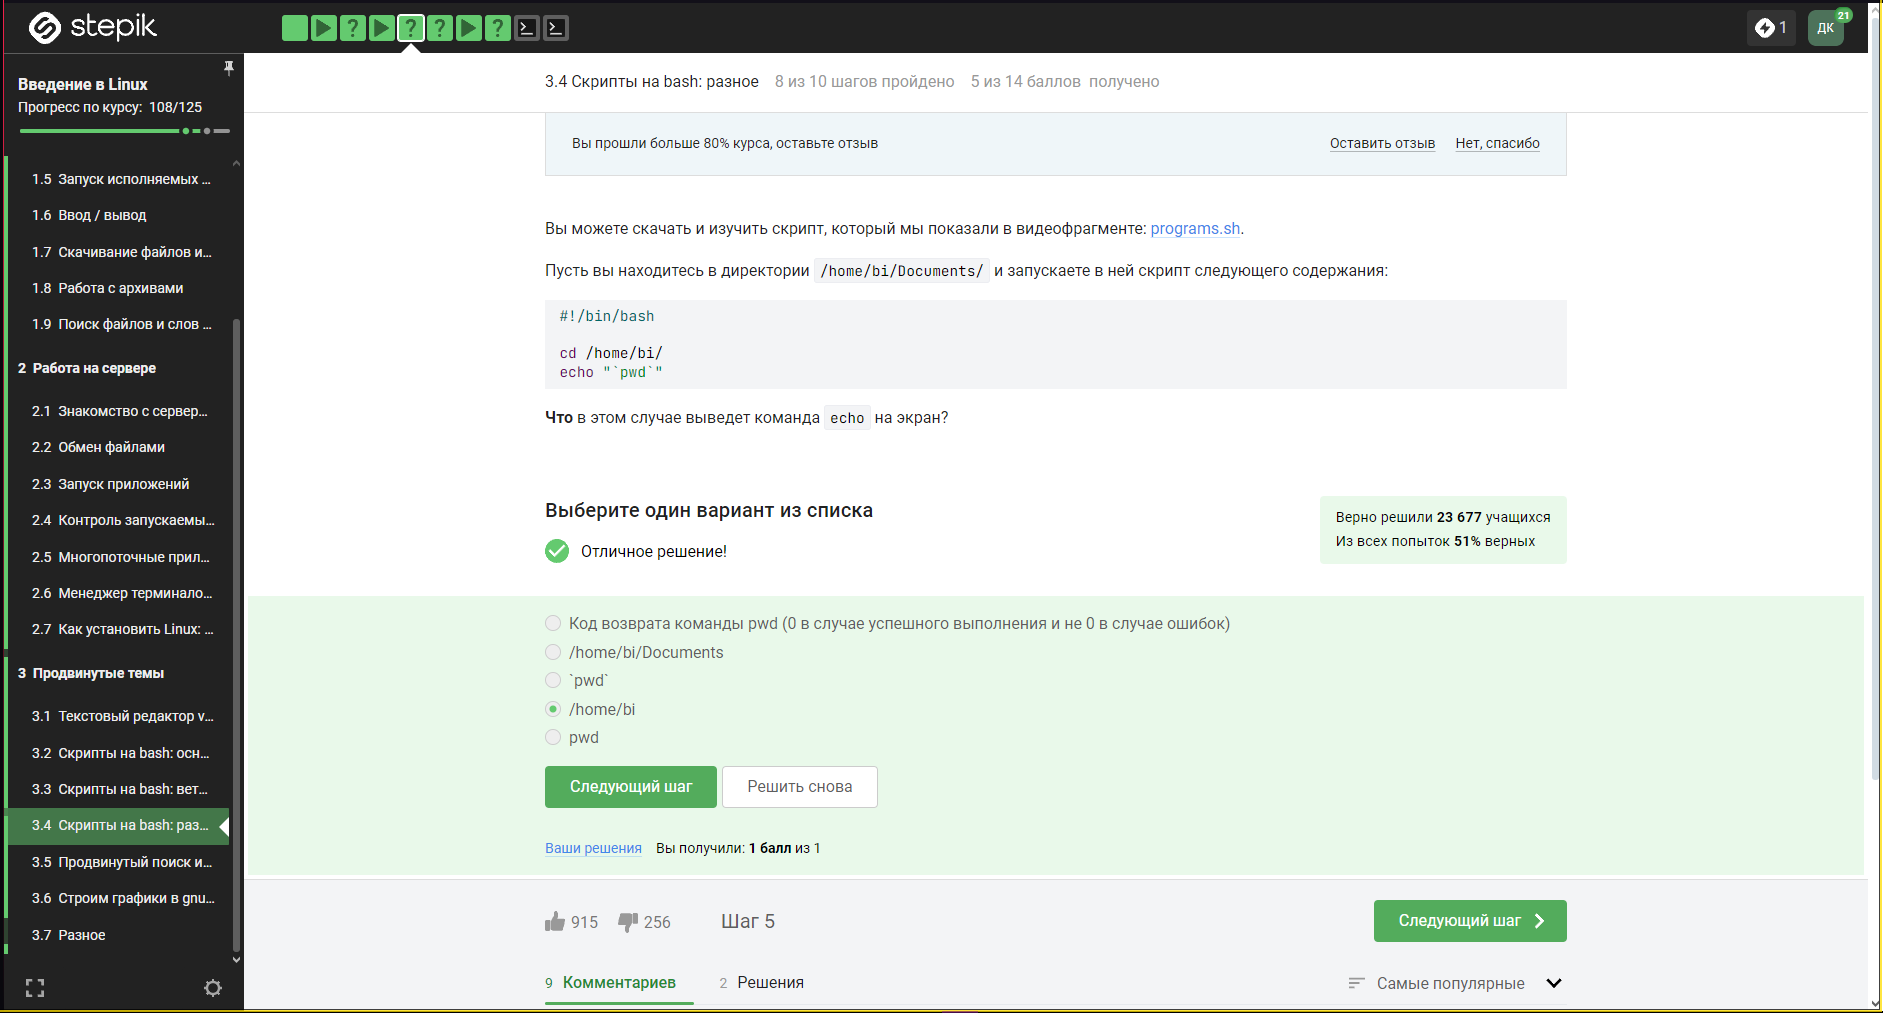 stepik
?
?
?
?
1
ДК
21
Введение в Linux
Прогресс по курсу: 108/125
1.5 Запуск исполняемых ...
1.6 Ввод / вывод
1.7 Скачивание файлов и...
1.8 Работа с архивами
1.9 Поиск файлов и слов ...
2 Работа на сервере
2.1 Знакомство с сервер...
2.2 Обмен файлами
2.3 Запуск приложений
2.4 Контроль запускаемы...
2.5 Многопоточные прил...
2.6 Менеджер терминало...
2.7 Как установить Linux: ...
3 Продвинутые темы
3.1 Текстовый редактор v...
3.2 Скрипты на bash: осн...
3.3 Скрипты на bash: вет...
3.4 Скрипты на bash: раз...
3.5 Продвинутый поиск и...
3.6 Строим графики в gnu...
3.7 Разное
3.4 Скрипты на bash: разное 8 из 10 шагов пройдено 5 из 14 баллов получено
Вы прошли больше 80% курса, оставьте отзыв Оставить отзыв Нет, спасибо
Вы можете скачать и изучить скрипт, который мы показали в видеофрагменте: programs.sh.
Пусть вы находитесь в директории /home/bi/Documents/ и запускаете в ней скрипт следующего содержания:
#!/bin/bash
cd /home/bi/
echo "`pwd`"
Что в этом случае выведет команда echo на экран?
Выберите один вариант из списка
Отличное решение!
Верно решили 23 677 учащихся
Из всех попыток 51% верных
Код возврата команды pwd (0 в случае успешного выполнения и не 0 в случае ошибок)
/home/bi/Documents
`pwd`
/home/bi
pwd
Следующий шаг Решить снова
Ваши решения Вы получили: 1 балл из 1
915 256 Шаг 5 Следующий шаг
9 Комментариев 2 Решения Самые популярные